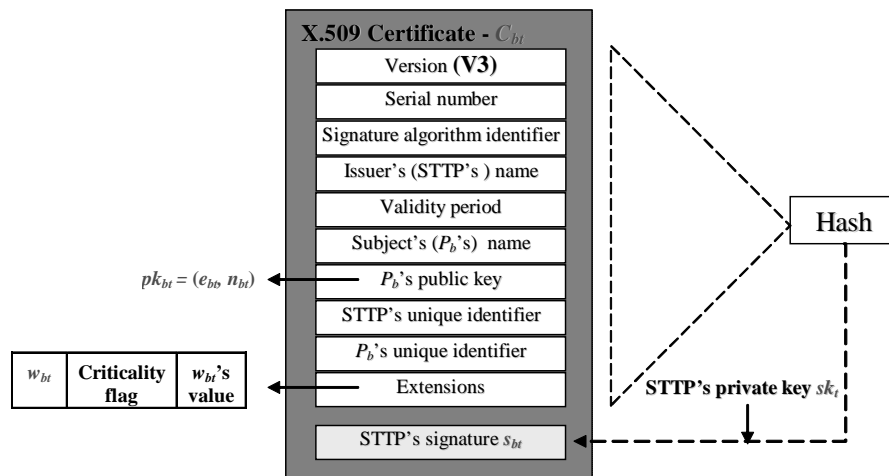 X.509 Certificate - C_bt
Version (V3)
Serial number
Signature algorithm identifier
Issuer's (STTP's ) name
Validity period
Subject's (P_b's) name
P_b's public key
STTP's unique identifier
P_b's unique identifier
Extensions
STTP's signature s_bt
pk_bt = (e_bt, n_bt)
w_bt
Criticality
flag
w_bt's
value
Hash
STTP's private key sk_t